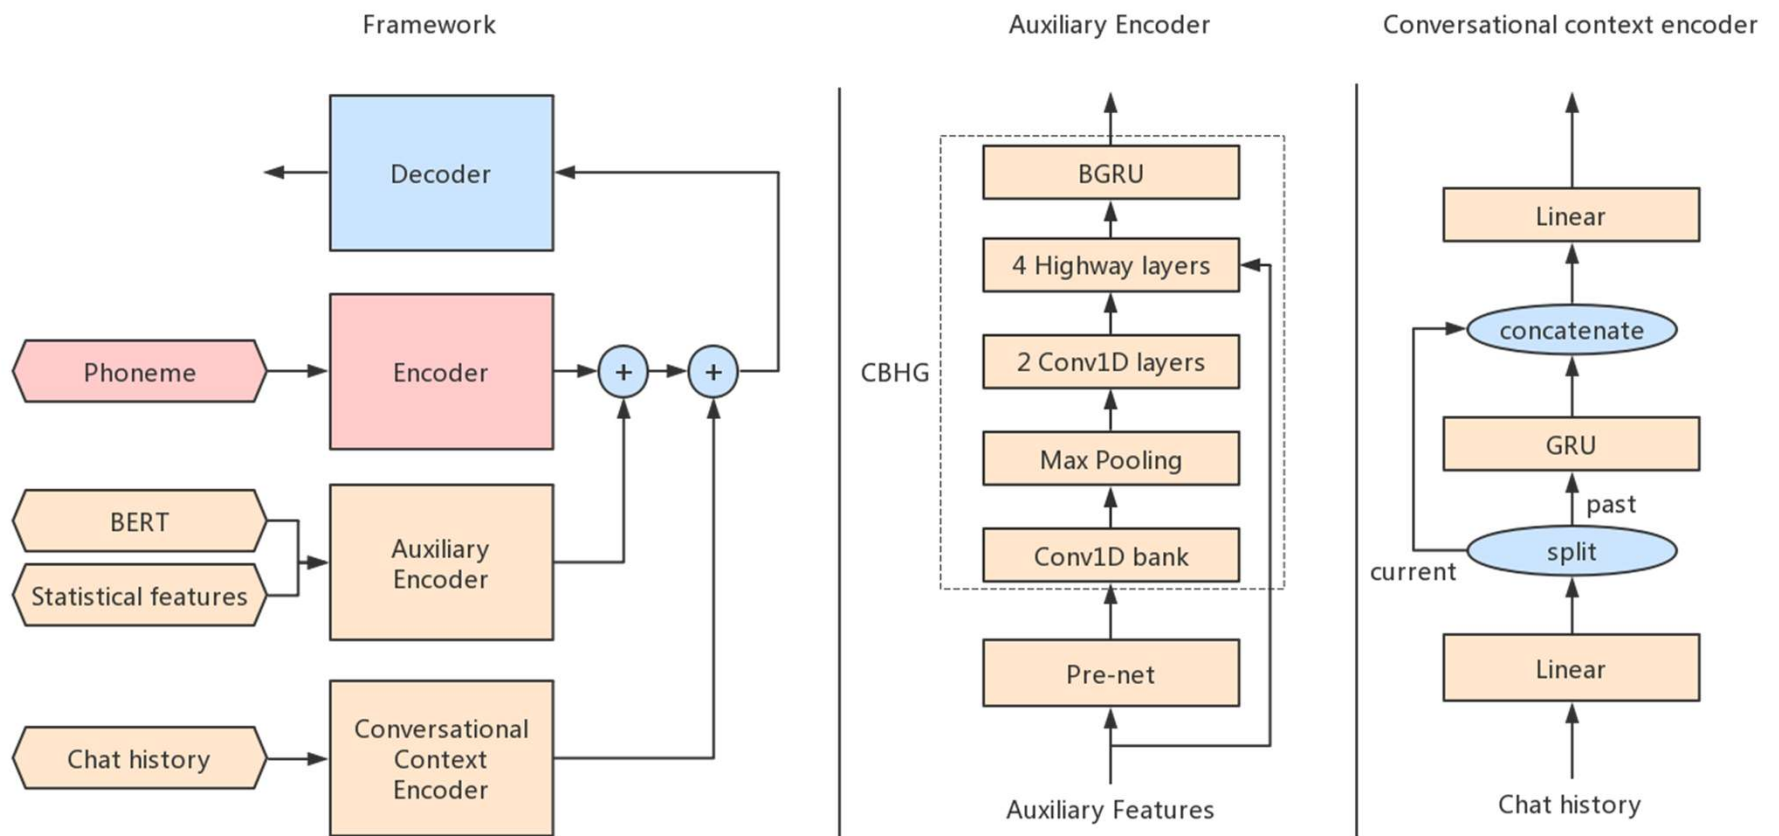 Framework
Decoder
Phoneme
Encoder
+
+
BERT
Statistical features
Auxiliary
Encoder
Chat history
Conversational
Context
Encoder
Auxiliary Encoder
BGRU
4 Highway layers
2 Conv1D layers
CBHG
Max Pooling
Conv1D bank
Pre-net
Auxiliary Features
Conversational context encoder
Linear
concatenate
GRU
past
split
current
Linear
Chat history